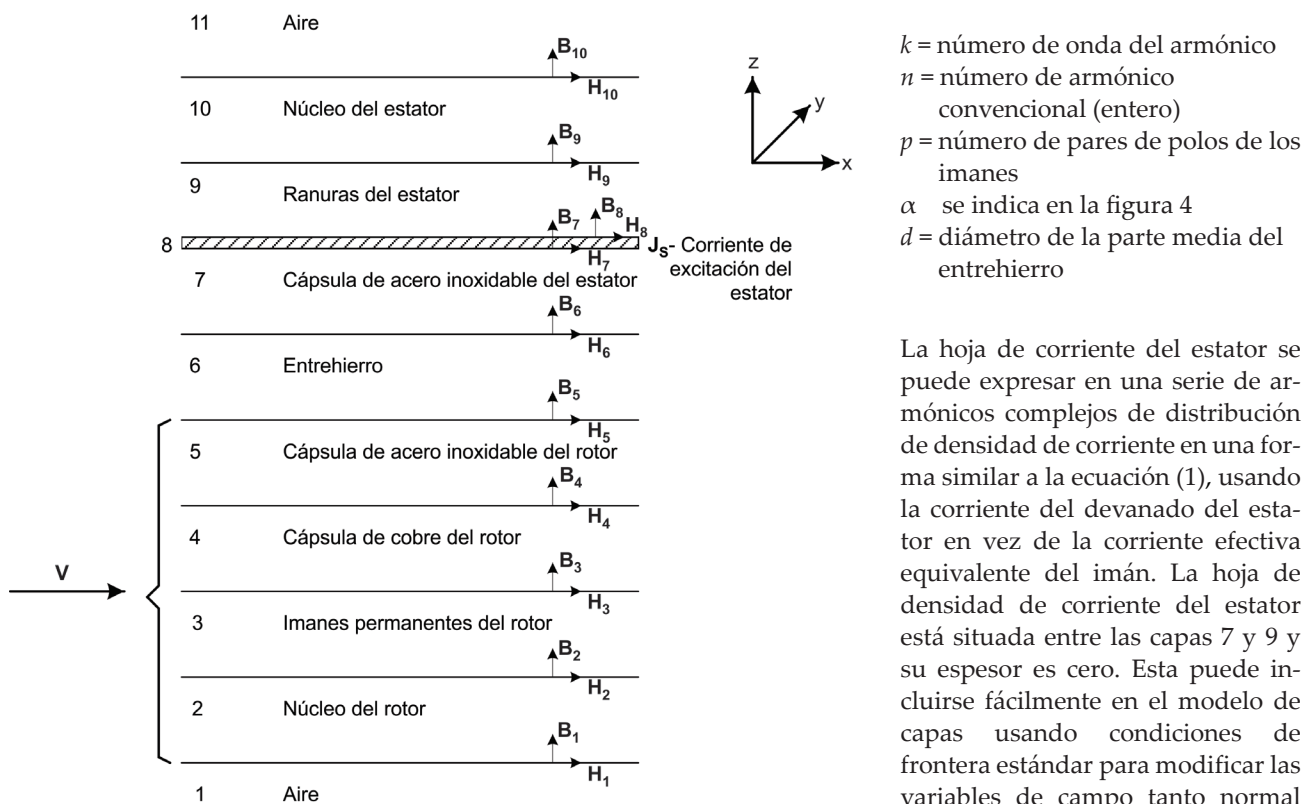 11 Aire
B10
H10
10 Núcleo del estator
B9
H9
9 Ranuras del estator
B7 B8
H8
8
JS- Corriente de
excitación del
estator
H7
7 Cápsula de acero inoxidable del estator
B6
H6
6 Entrehierro
B5
H5
5 Cápsula de acero inoxidable del rotor
B4
H4
4 Cápsula de cobre del rotor
B3
V
H3
3 Imanes permanentes del rotor
B2
H2
2 Núcleo del rotor
B1
H1
1 Aire
z
y
x
k = número de onda del armónico
n = número de armónico
convencional (entero)
p = número de pares de polos de los
imanes
α se indica en la figura 4
d = diámetro de la parte media del
entrehierro
La hoja de corriente del estator se
puede expresar en una serie de ar-
mónicos complejos de distribución
de densidad de corriente en una for-
ma similar a la ecuación (1), usando
la corriente del devanado del esta-
tor en vez de la corriente efectiva
equivalente del imán. La hoja de
densidad de corriente del estator
está situada entre las capas 7 y 9 y
su espesor es cero. Esta puede in-
cluirse fácilmente en el modelo de
capas usando condiciones de
frontera estándar para modificar las
variables de campo tanto normal